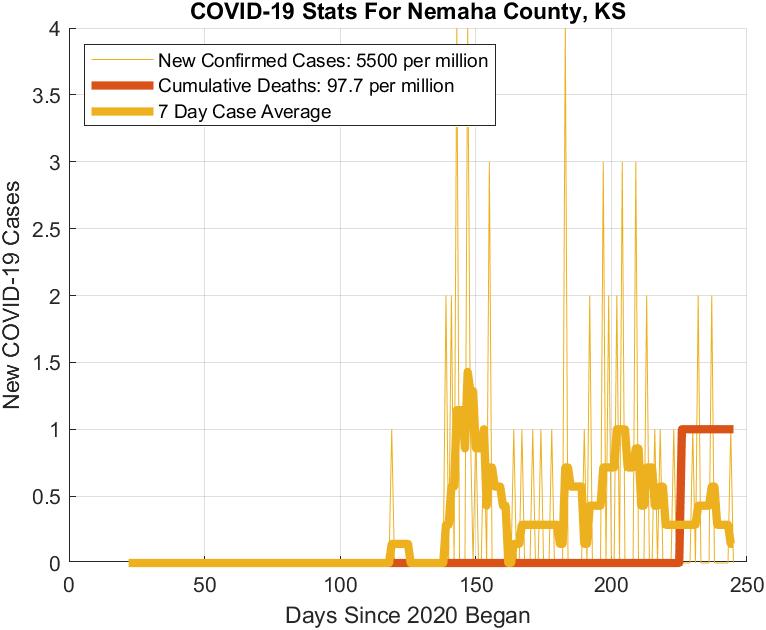 COVID-19 Stats For Nemaha County, KS
New Confirmed Cases: 5500 per million
Cumulative Deaths: 97.7 per million
7 Day Case Average
New COVID-19 Cases
4
3.5
3
2.5
2
1.5
1
0.5
0
0 50 100 150 200 250
Days Since 2020 Began